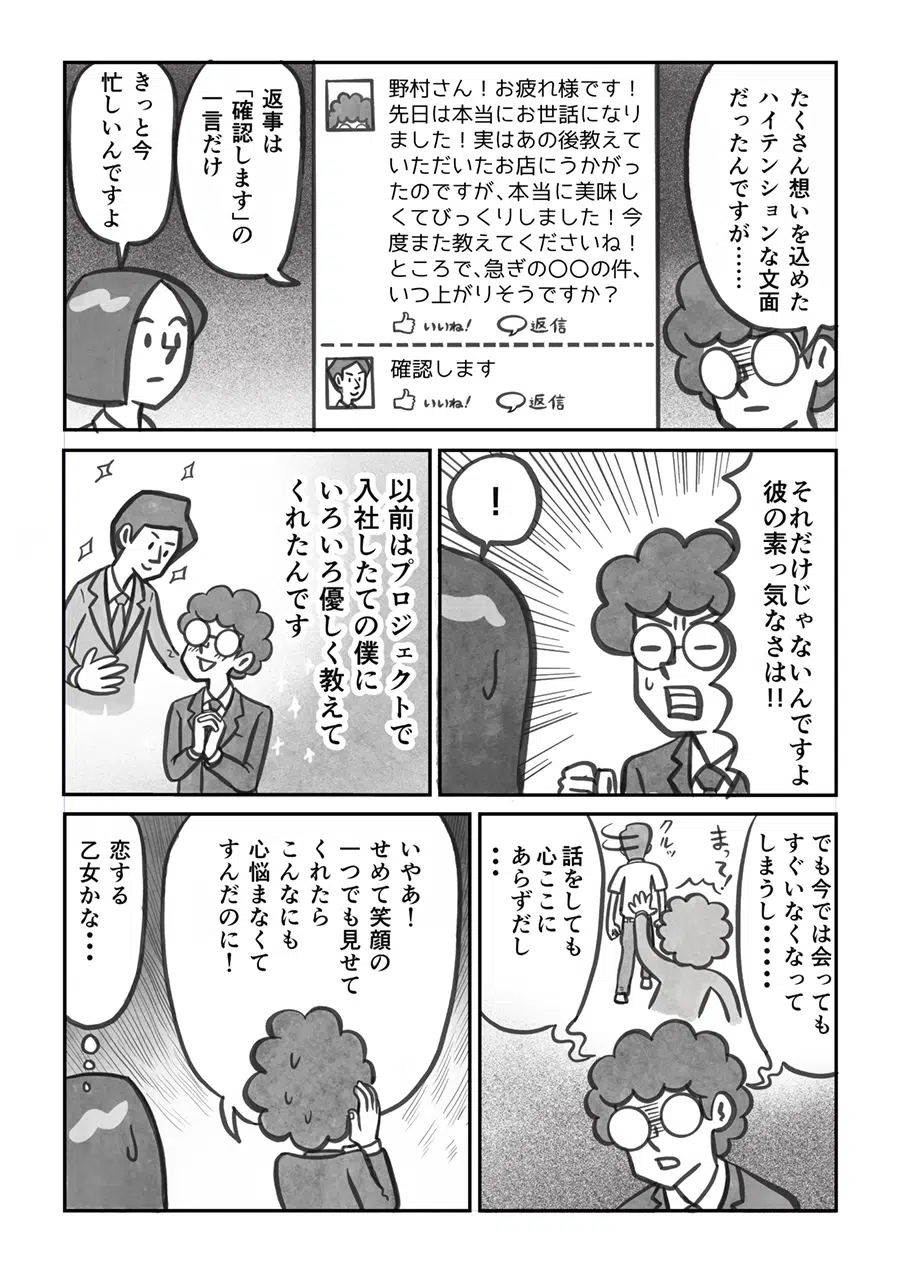 たくさん想いを込めた
ハイテンションな文面
だったんですが……
野村さん！お疲れ様です！
先日は本当にお世話になり
ました！実はあの後教えて
いただいたお店にうかがっ
たのですが、本当に美味し
くてびっくりしました！今
度また教えてくださいね！
ところで、急ぎの〇〇の件、
いつ上がりそうですか？
いいね！ 返信
確認します
いいね！ 返信
返事は
「確認します」の
一言だけ
きっと今
忙しいんですよ
それだけじゃないんですよ
彼の素っ気なさは!!
！
以前はプロジェクトで
入社したての僕に
いろいろ優しく教えて
くれたんです
でも今では会っても
すぐいなくなって
しまうし……
まって！
クルッ
話をしても
心ここに
あらずだし
…
いやあ！
せめて笑顔の
一つでも見せて
くれたら
こんなにも
心悩まなくて
すんだのに！
恋する
乙女かな…